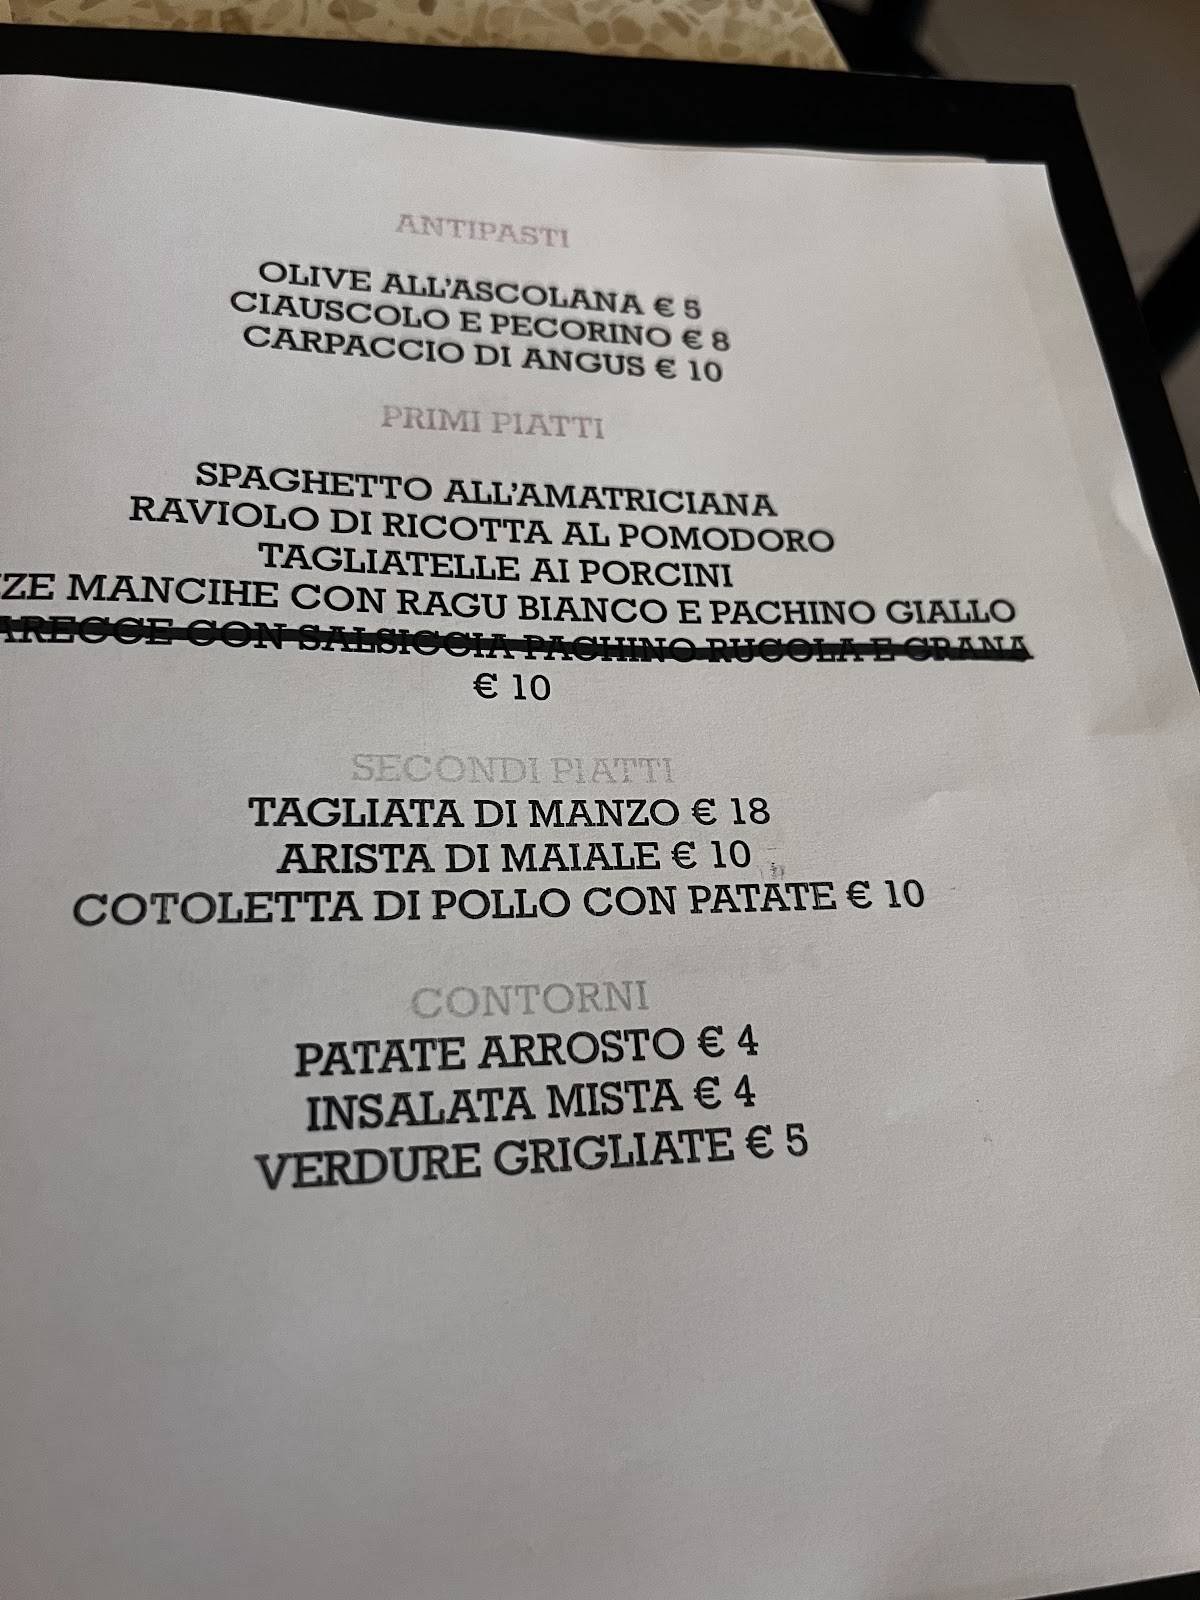 ANTIPASTI
OLIVE ALL'ASCOLANA € 5
CIAUSCOLO E PECORINO € 8
CARPACCIO DI ANGUS € 10
PRIMI PIATTI
SPAGHETTO ALL'AMATRICIANA
RAVIOLO DI RICOTTA AL POMODORO
TAGLIATELLE AI PORCINI
ZE MANCIHE CON RAGU BIANCO E PACHINO GIALLO
CON SALSICCIA PACHINO RUCOLA E GRANA
€ 10
SECONDI PIATTI
TAGLIATA DI MANZO € 18
ARISTA DI MAIALE € 10
COTOLETTA DI POLLO CON PATATE € 10
CONTORNI
PATATE ARROSTO € 4
INSALATA MISTA € 4
VERDURE GRIGLIATE € 5